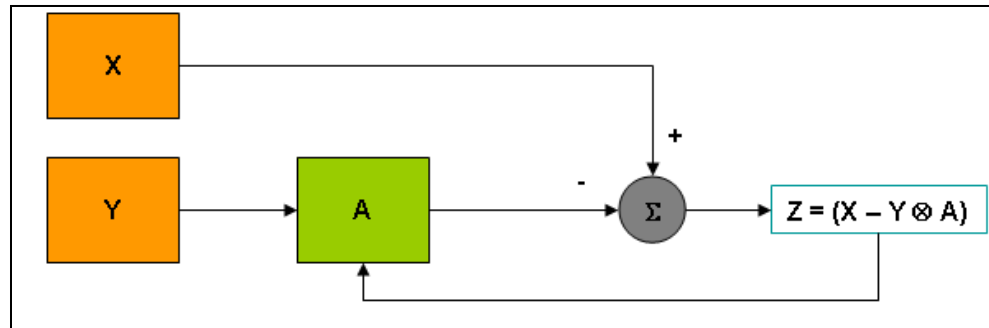 X
+
Y
A
-
Σ
Z = (X – Y ⊗ A)